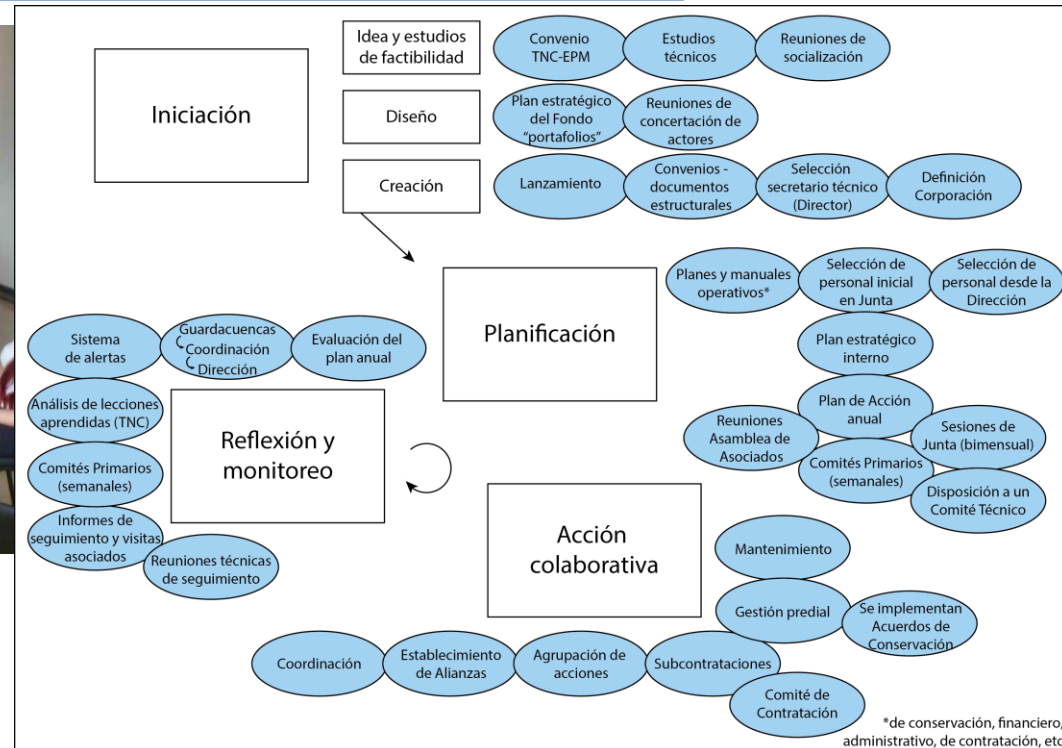 Iniciación
Idea y estudios
de factibilidad
Convenio
TNC-EPM
Estudios
técnicos
Reuniones de
socialización
Diseño
Plan estratégico
del Fondo
“portafolios”
Reuniones de
concertación de
actores
Creación
Lanzamiento
Convenios -
documentos
estructurales
Selección
secretario técnico
(Director)
Definición
Corporación
Planificación
Planes y manuales
operativos*
Selección de
personal inicial
en Junta
Selección de
personal desde la
Dirección
Plan estratégico
interno
Plan de Acción
anual
Reuniones
Asamblea de
Asociados
Comités Primarios
(semanales)
Sesiones de
Junta (bimensual)
Disposición a un
Comité Técnico
Reflexión y
monitoreo
Sistema
de alertas
Guardacuencas
Coordinación
Dirección
Evaluación del
plan anual
Análisis de lecciones
aprendidas (TNC)
Comités Primarios
(semanales)
Informes de
seguimiento y visitas
asociados
Reuniones técnicas
de seguimiento
Acción
colaborativa
Mantenimiento
Gestión predial
Se implementan
Acuerdos de
Conservación
Coordinación
Establecimiento
de Alianzas
Agrupación de
acciones
Subcontrataciones
Comité de
Contratación
*de conservación, financiero,
administrativo, de contratación, etc